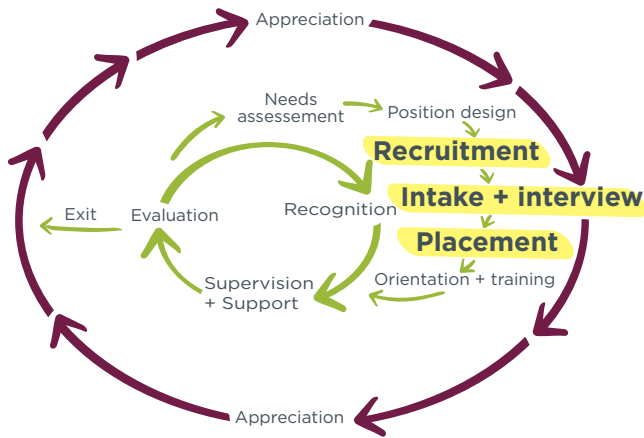 Appreciation
Needs
assessement
Position design
Recruitment
Intake + interview
Placement
Orientation + training
Supervision
+ Support
Recognition
Evaluation
Exit
Appreciation